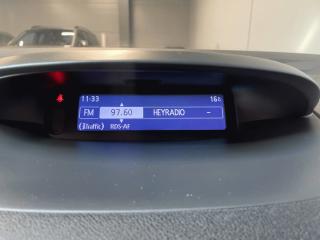 11:33 16°c
FM 97.60 HEYRADIO -
((Traffic)) RDS-AF